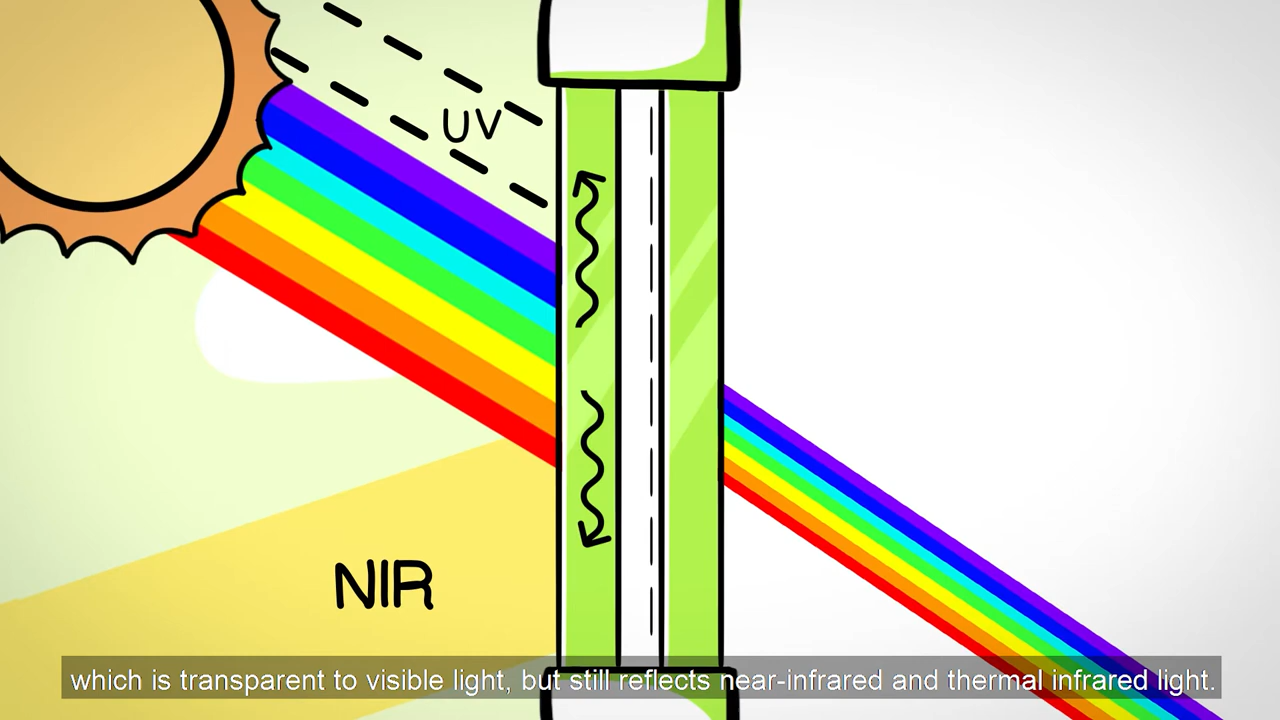 UV
NIR
which is transparent to visible light, but still reflects near-infrared and thermal infrared light.